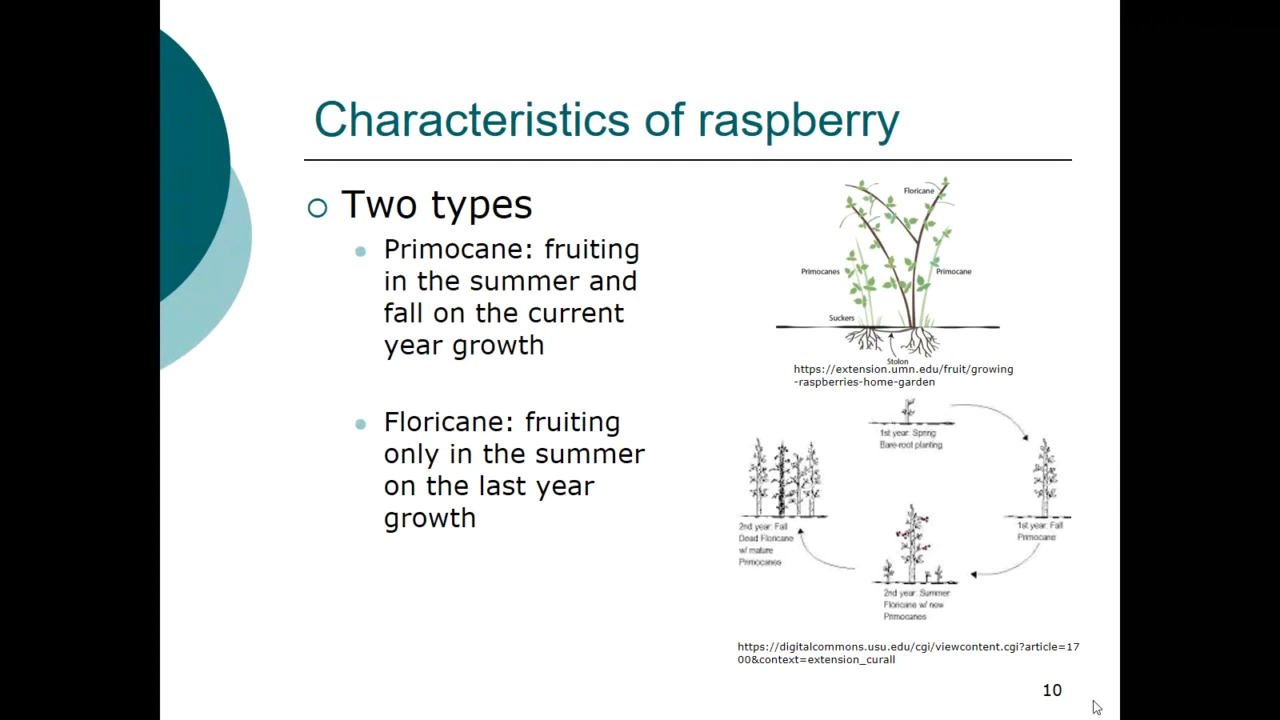 Characteristics of raspberry
Two types
Primocane: fruiting
in the summer and
fall on the current
year growth
Floricane: fruiting
only in the summer
on the last year
growth
Floricane
Primocanes
Primocane
Suckers
Stolon
https://extension.umn.edu/fruit/growing
-raspberries-home-garden
1st year: Spring
Bare-root planting
1st year: Fall
Primocane
2nd year: Summer
Floricane w/ new
Primocanes
2nd year: Fall
Dead Floricane
w/ mature
Primocanes
https://digitalcommons.usu.edu/cgi/viewcontent.cgi?article=17
00&context=extension_curall
10